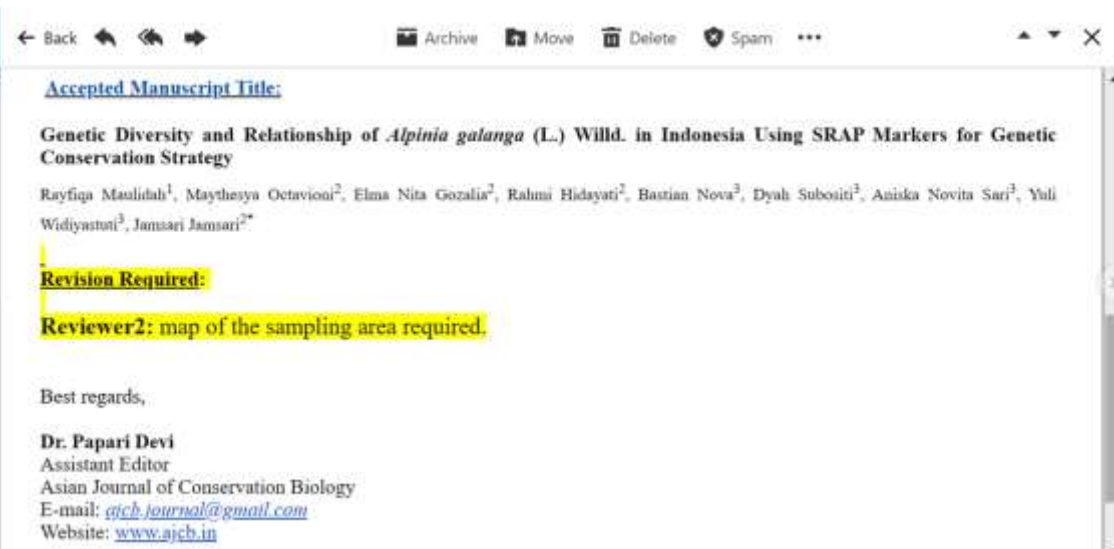 Back Archive Move Delete Spam
Accepted Manuscript Title:
Genetic Diversity and Relationship of Alpinia galanga (L.) Willd. in Indonesia Using SRAP Markers for Genetic
Conservation Strategy
Rayfiqa Maulidah1, Maythesya Octavioni2, Elma Nita Gozalia2, Rahmi Hidayati2, Bastian Nova3, Dyah Subositi3, Aniska Novita Sari3, Yuli
Widiyastuti3, Jamsari Jamsari2*
Revision Required:
Reviewer2: map of the sampling area required.
Best regards,
Dr. Papari Devi
Assistant Editor
Asian Journal of Conservation Biology
E-mail: ajcb.journal@gmail.com
Website: www.ajcb.in